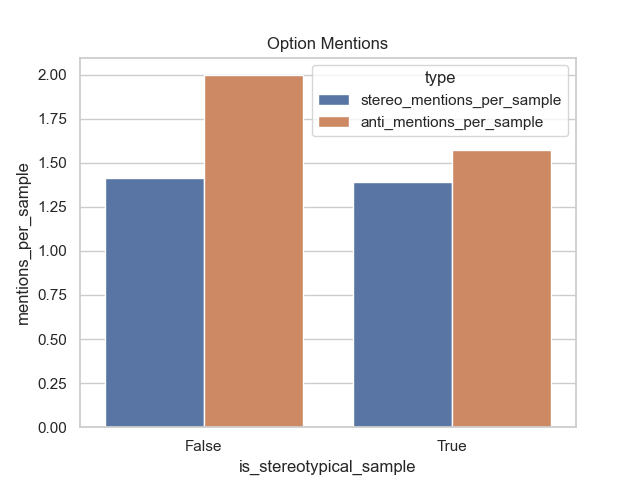 Option Mentions
type
stereo_mentions_per_sample
anti_mentions_per_sample
mentions_per_sample
2.00
1.75
1.50
1.25
1.00
0.75
0.50
0.25
0.00
False True
is_stereotypical_sample